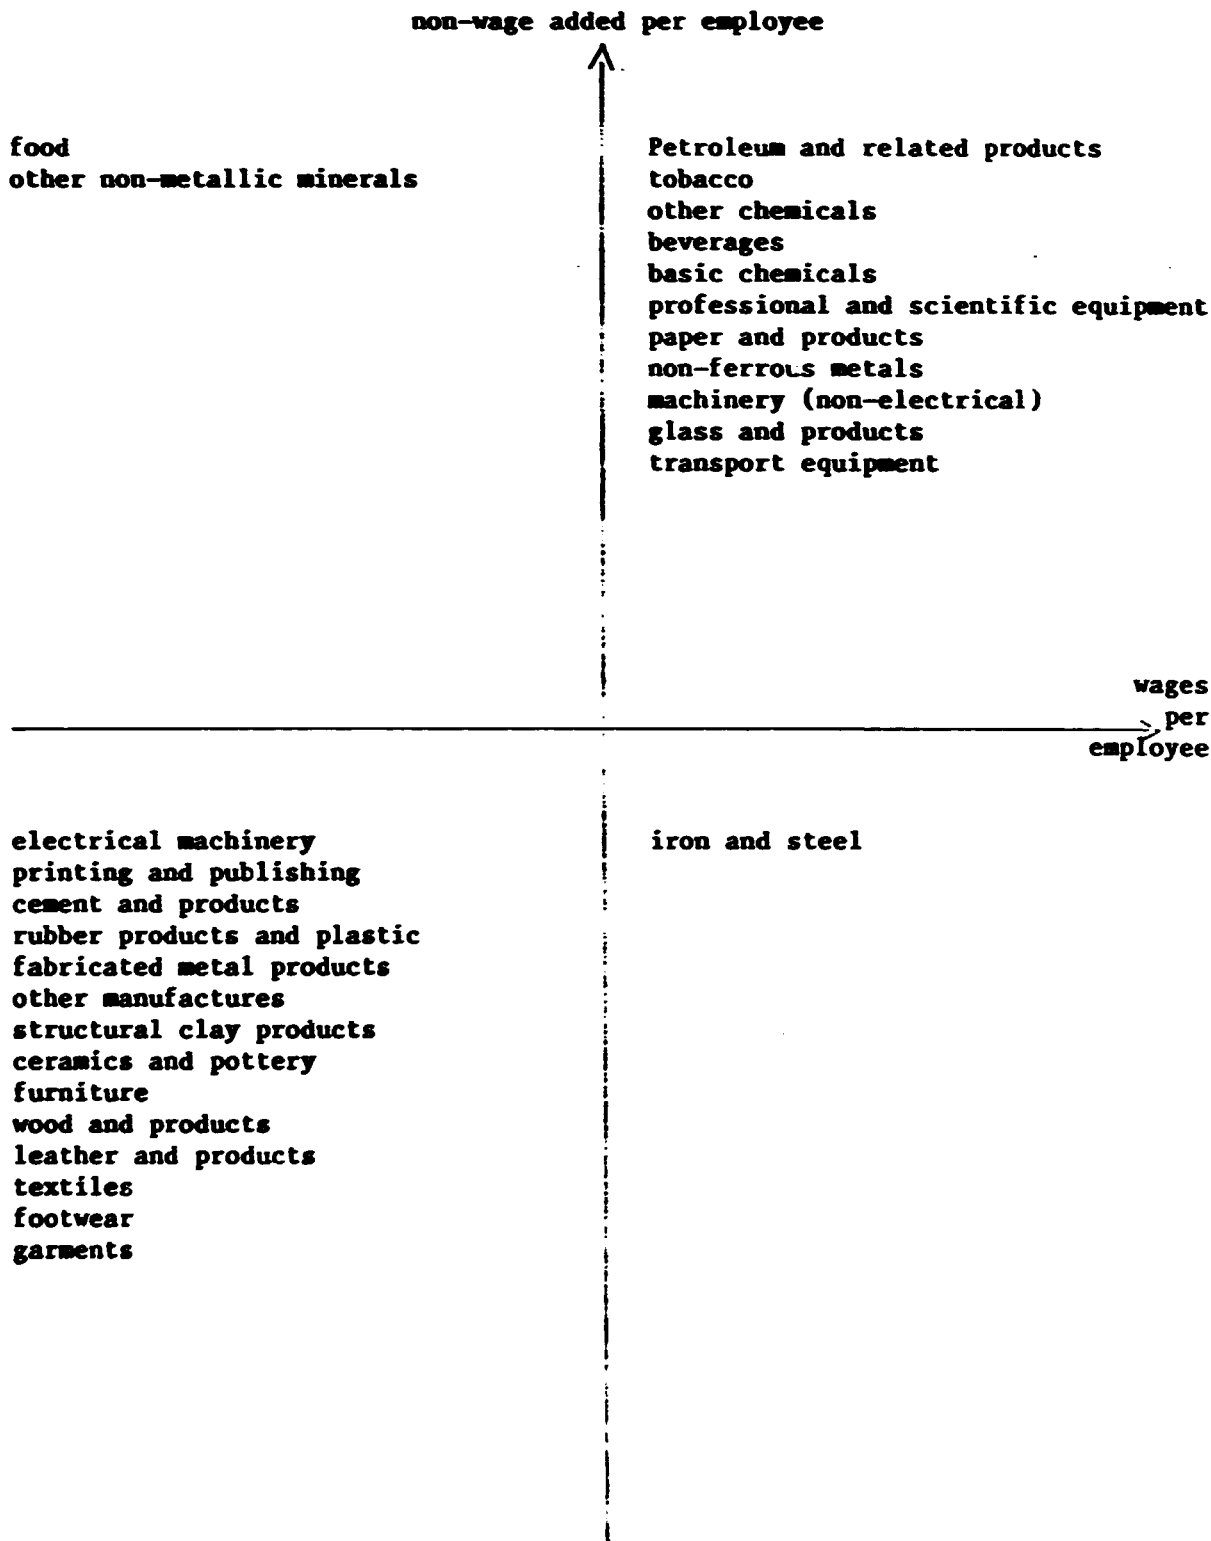 non-wage added per employee
food
other non-metallic minerals
Petroleum and related products
tobacco
other chemicals
beverages
basic chemicals
professional and scientific equipment
paper and products
non-ferrous metals
machinery (non-electrical)
glass and products
transport equipment
wages
per
employee
electrical machinery
printing and publishing
cement and products
rubber products and plastic
fabricated metal products
other manufactures
structural clay products
ceramics and pottery
furniture
wood and products
leather and products
textiles
footwear
garments
iron and steel